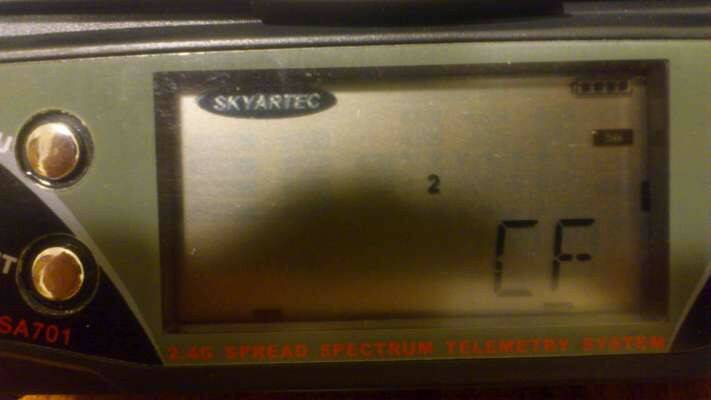 SKYARTEC
2
CF
U
T
SA701
2.4G SPREAD SPECTRUM TELEMETRY SYSTEM